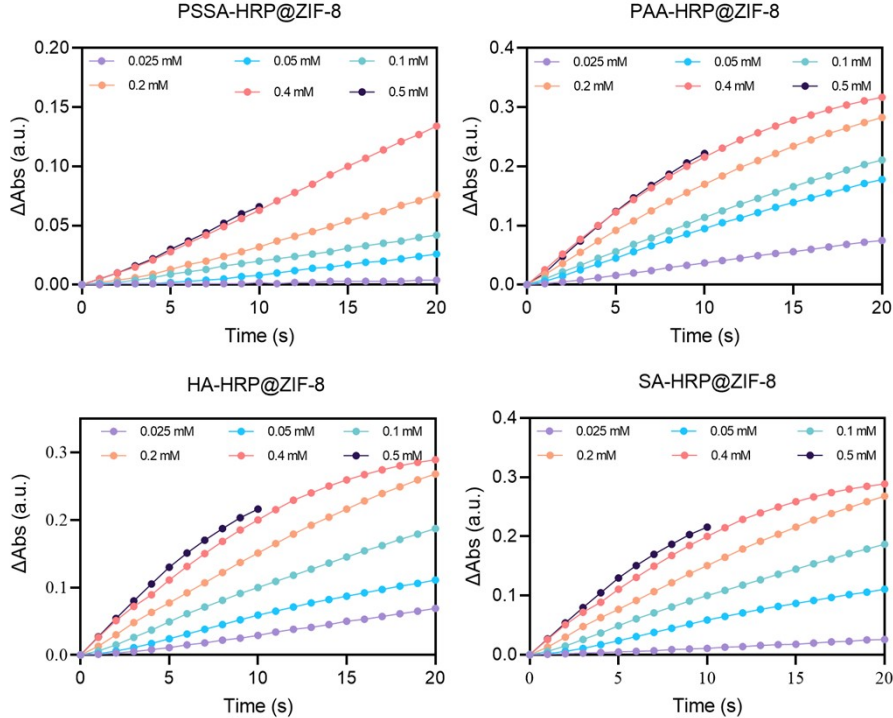 PSSA-HRP@ZIF-8
0.20
0.15
0.10
0.05
0.00
ΔAbs (a.u.)
0.025 mM
0.05 mM
0.1 mM
0.2 mM
0.4 mM
0.5 mM
0
5
10
15
20
Time (s)
PAA-HRP@ZIF-8
0.4
0.3
0.2
0.1
0.0
ΔAbs (a.u.)
0.025 mM
0.05 mM
0.1 mM
0.2 mM
0.4 mM
0.5 mM
0
5
10
15
20
Time (s)
HA-HRP@ZIF-8
0.3
0.2
0.1
0.0
ΔAbs (a.u.)
0.025 mM
0.05 mM
0.1 mM
0.2 mM
0.4 mM
0.5 mM
0
5
10
15
20
Time (s)
SA-HRP@ZIF-8
0.4
0.3
0.2
0.1
0.0
ΔAbs (a.u.)
0.025 mM
0.05 mM
0.1 mM
0.2 mM
0.4 mM
0.5 mM
0
5
10
15
20
Time (s)